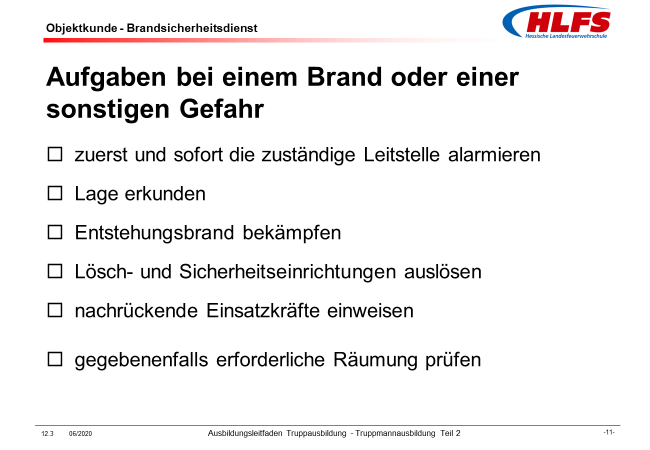 Objektkunde - Brandsicherheitsdienst
HLFS
Hessische Landesfeuerwehrschule
Aufgaben bei einem Brand oder einer
sonstigen Gefahr
☐ zuerst und sofort die zuständige Leitstelle alarmieren
☐ Lage erkunden
☐ Entstehungsbrand bekämpfen
☐ Lösch- und Sicherheitseinrichtungen auslösen
☐ nachrückende Einsatzkräfte einweisen
☐ gegebenenfalls erforderliche Räumung prüfen
12.3 06/2020 Ausbildungsleitfaden Truppausbildung - Truppmannausbildung Teil 2 -11-